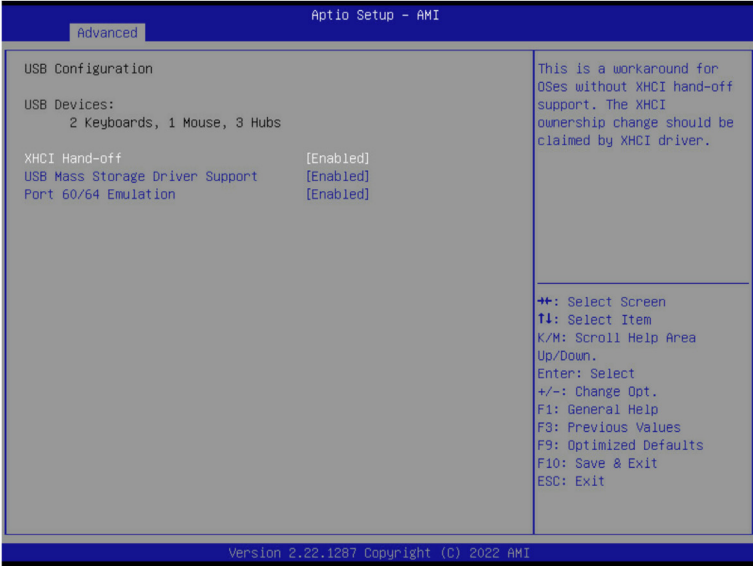 Aptio Setup – AMI
Advanced
USB Configuration
USB Devices:
2 Keyboards, 1 Mouse, 3 Hubs
XHCI Hand-off [Enabled]
USB Mass Storage Driver Support [Enabled]
Port 60/64 Emulation [Enabled]
This is a workaround for
OSes without XHCI hand-off
support. The XHCI
ownership change should be
claimed by XHCI driver.
→←: Select Screen
↑↓: Select Item
K/M: Scroll Help Area
Up/Down.
Enter: Select
+/-: Change Opt.
F1: General Help
F3: Previous Values
F9: Optimized Defaults
F10: Save & Exit
ESC: Exit
Version 2.22.1287 Copyright (C) 2022 AMI